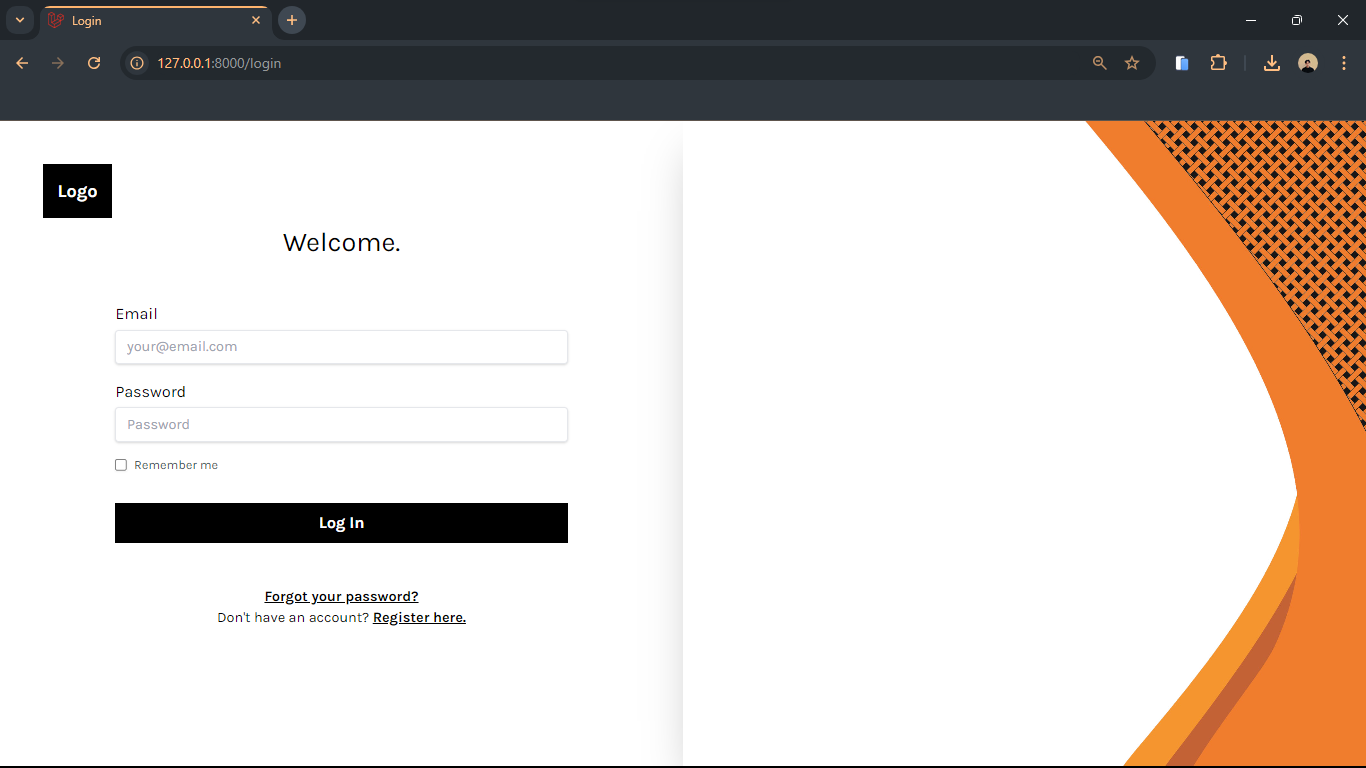 Login
127.0.0.1:8000/login
Logo
Welcome.
Email
your@email.com
Password
Password
Remember me
Log In
Forgot your password?
Don't have an account? Register here.